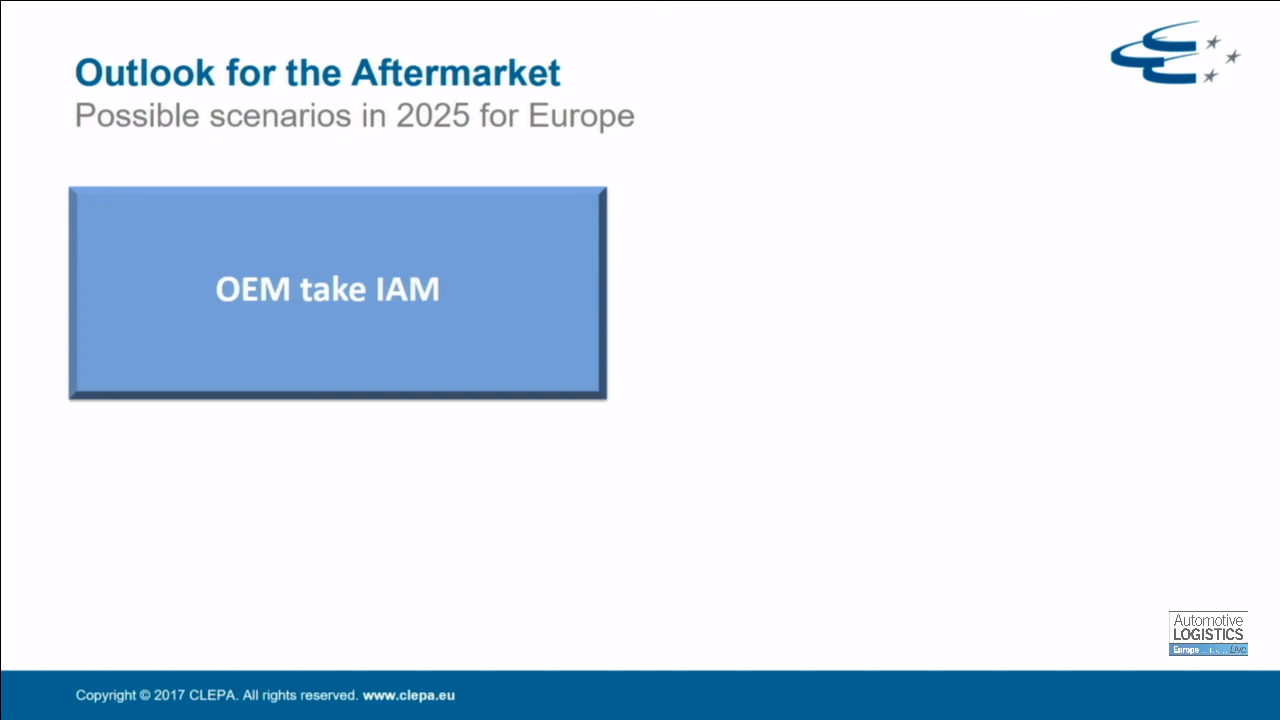 Outlook for the Aftermarket
Possible scenarios in 2025 for Europe
OEM take IAM
Automotive
LOGISTICS
Europe
Copyright © 2017 CLEPA. All rights reserved. www.clepa.eu